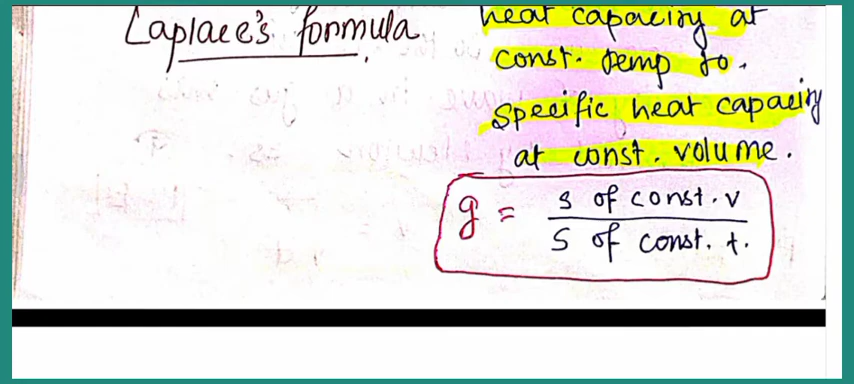 Laplace's formula
heat capacity at
const. temp to.
Specific heat capacity
at const. volume.
g = s of const. v / S of const. t.